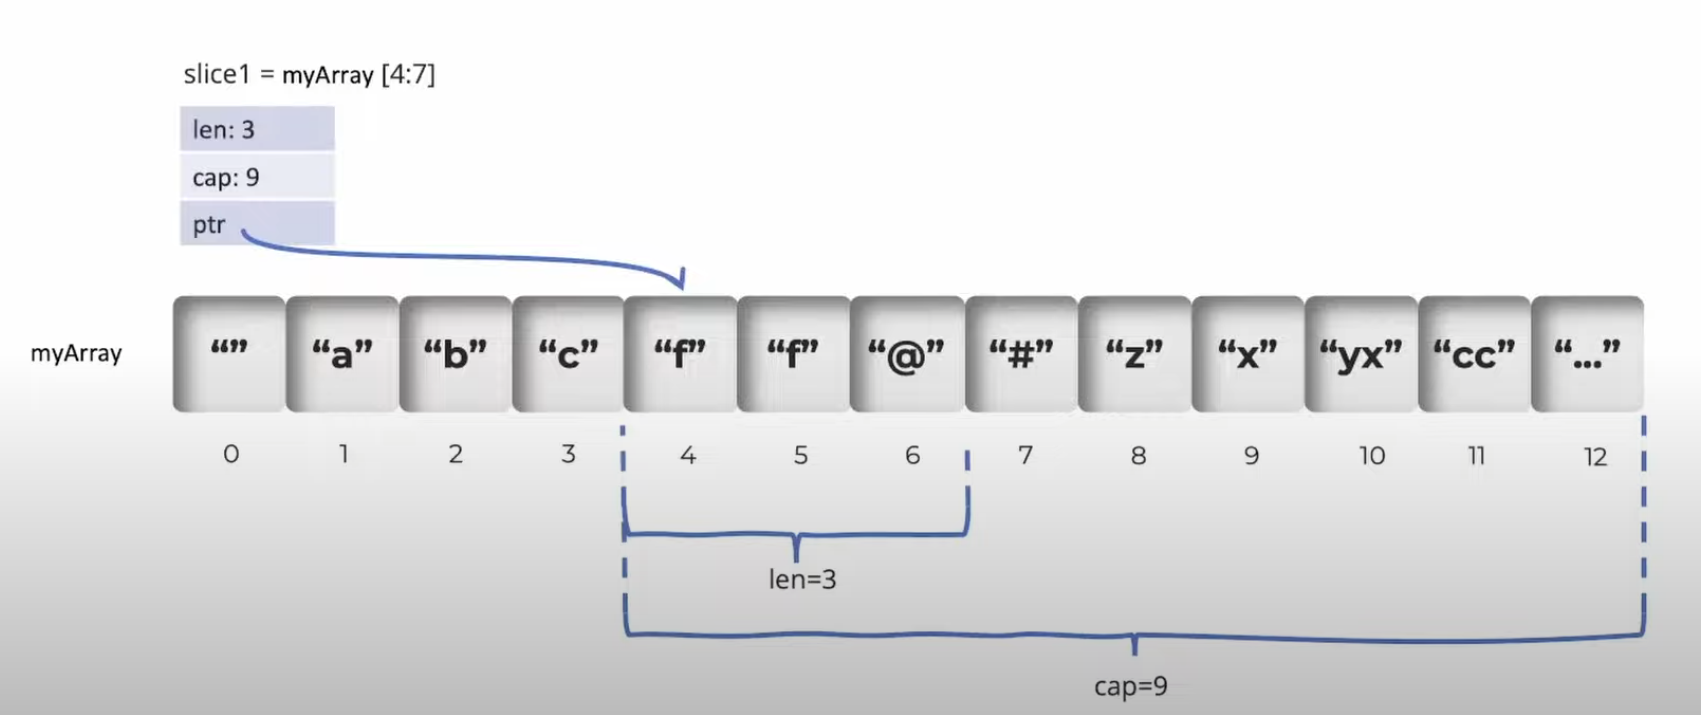 slice1 = myArray [4:7]
len: 3
cap: 9
ptr
myArray “” “a” “b” “c” “f” “f” “@” “#” “z” “x” “yx” “cc” “...”
0 1 2 3 4 5 6 7 8 9 10 11 12
len=3
cap=9